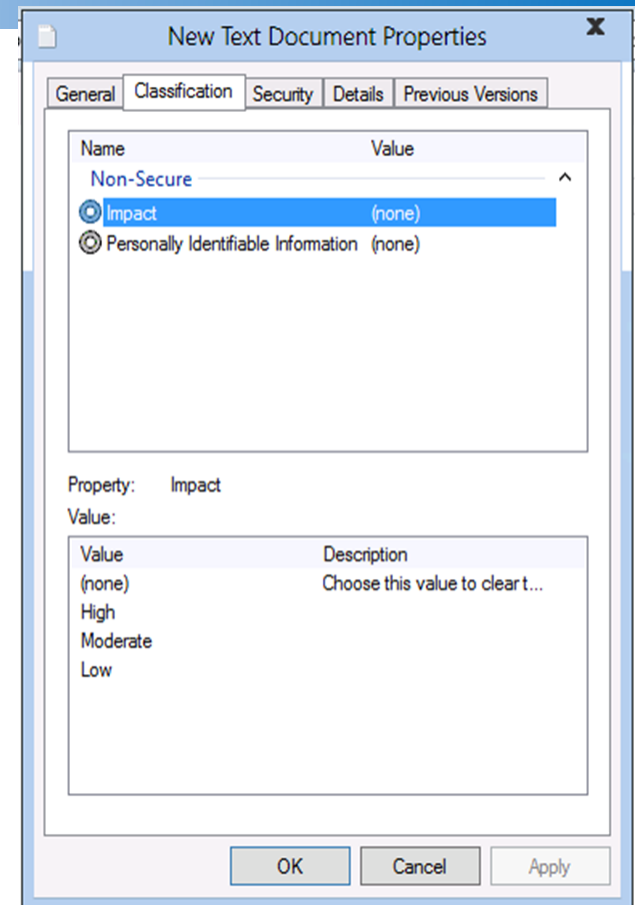 New Text Document Properties
General Classification Security Details Previous Versions
Name Value
Non-Secure
Impact (none)
Personally Identifiable Information (none)
Property: Impact
Value:
Value Description
(none) Choose this value to clear t...
High
Moderate
Low
OK Cancel Apply